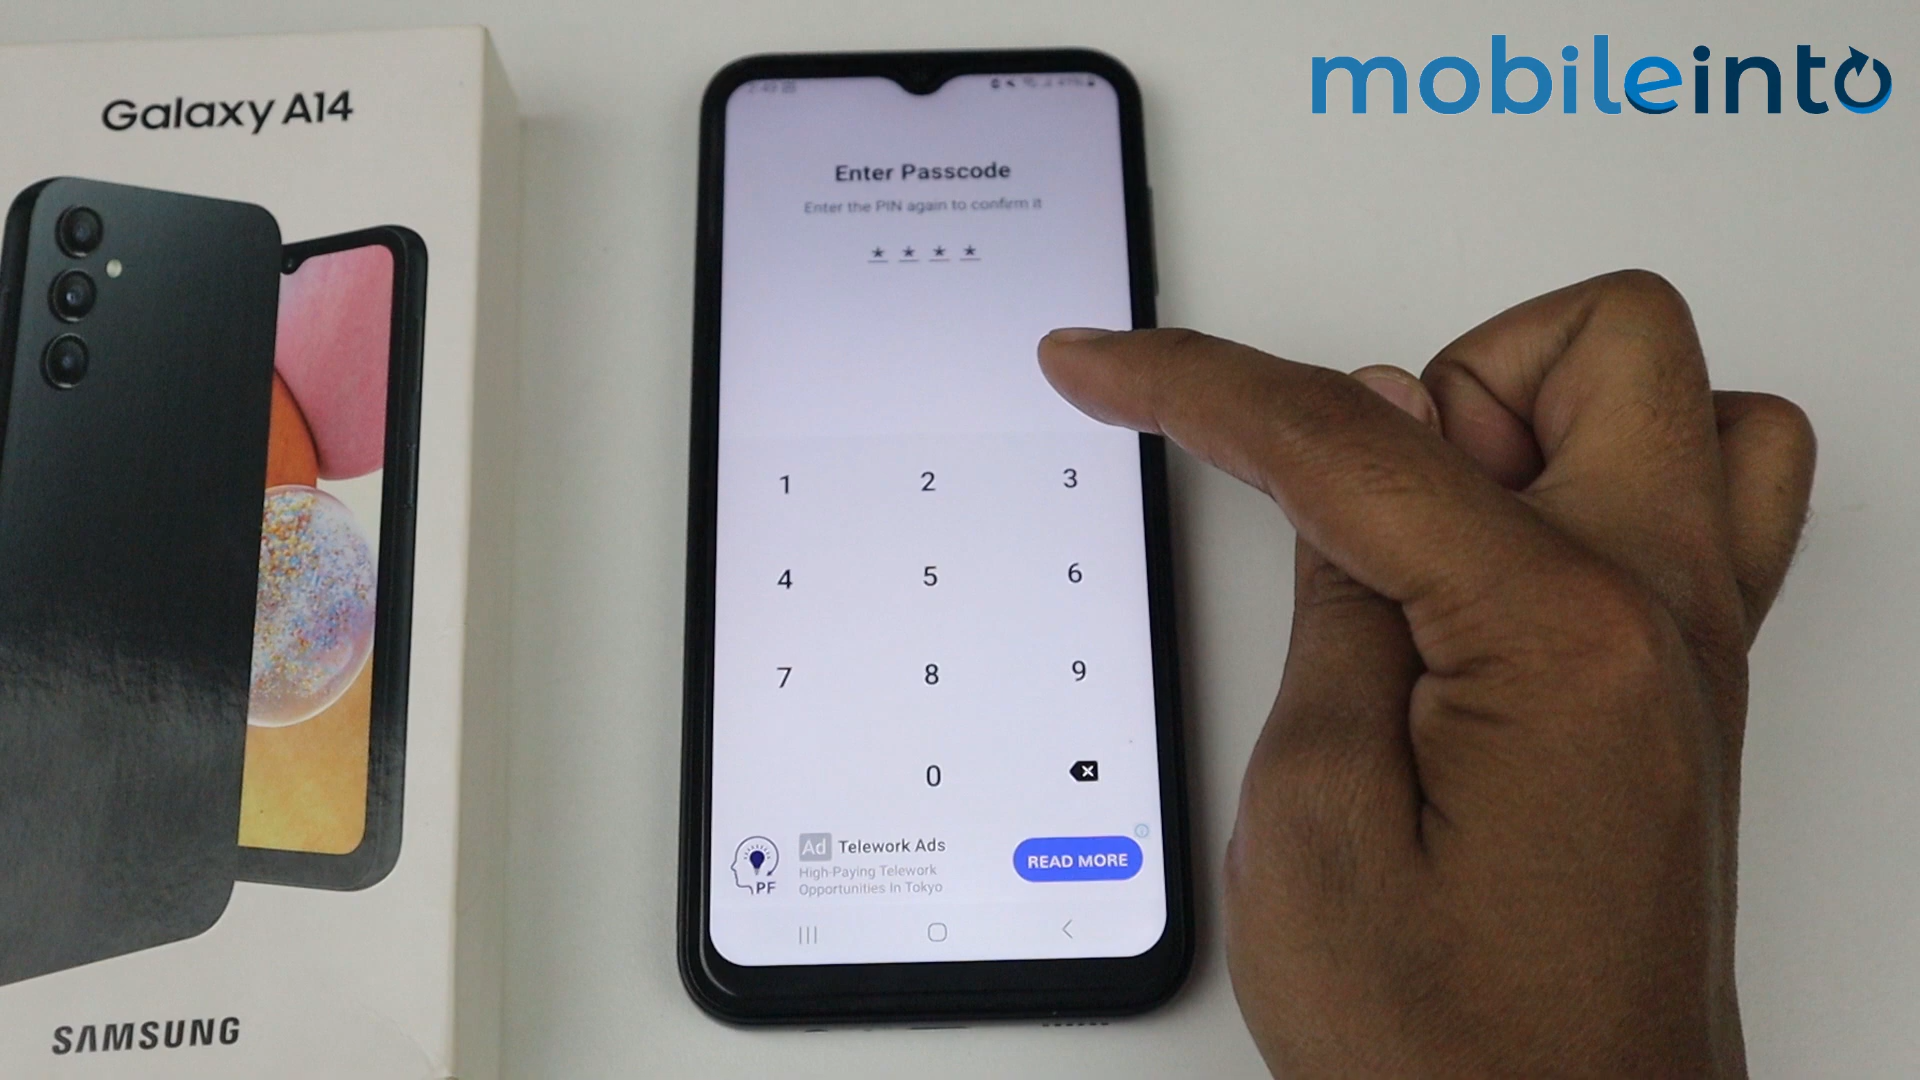 Galaxy A14
SAMSUNG
mobileinto
Enter Passcode
Enter the PIN again to confirm it
* * * *
1 2 3
4 5 6
7 8 9
0
PF
Ad Telework Ads
High-Paying Telework
Opportunities In Tokyo
READ MORE